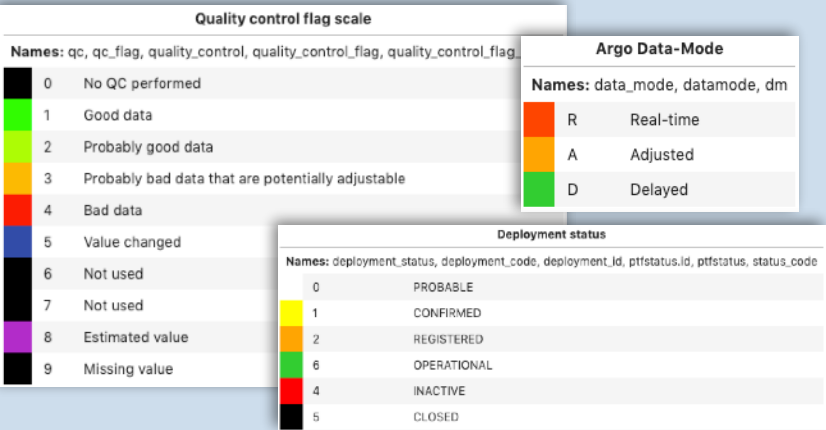 Quality control flag scale
Names: qc, qc_flag, quality_control, quality_control_flag, quality_control_flag_
0 No QC performed
1 Good data
2 Probably good data
3 Probably bad data that are potentially adjustable
4 Bad data
5 Value changed
6 Not used
7 Not used
8 Estimated value
9 Missing value
Argo Data-Mode
Names: data_mode, datamode, dm
R Real-time
A Adjusted
D Delayed
Deployment status
Names: deployment_status, deployment_code, deployment_id, ptfstatus.id, ptfstatus, status_code
0 PROBABLE
1 CONFIRMED
2 REGISTERED
6 OPERATIONAL
4 INACTIVE
5 CLOSED